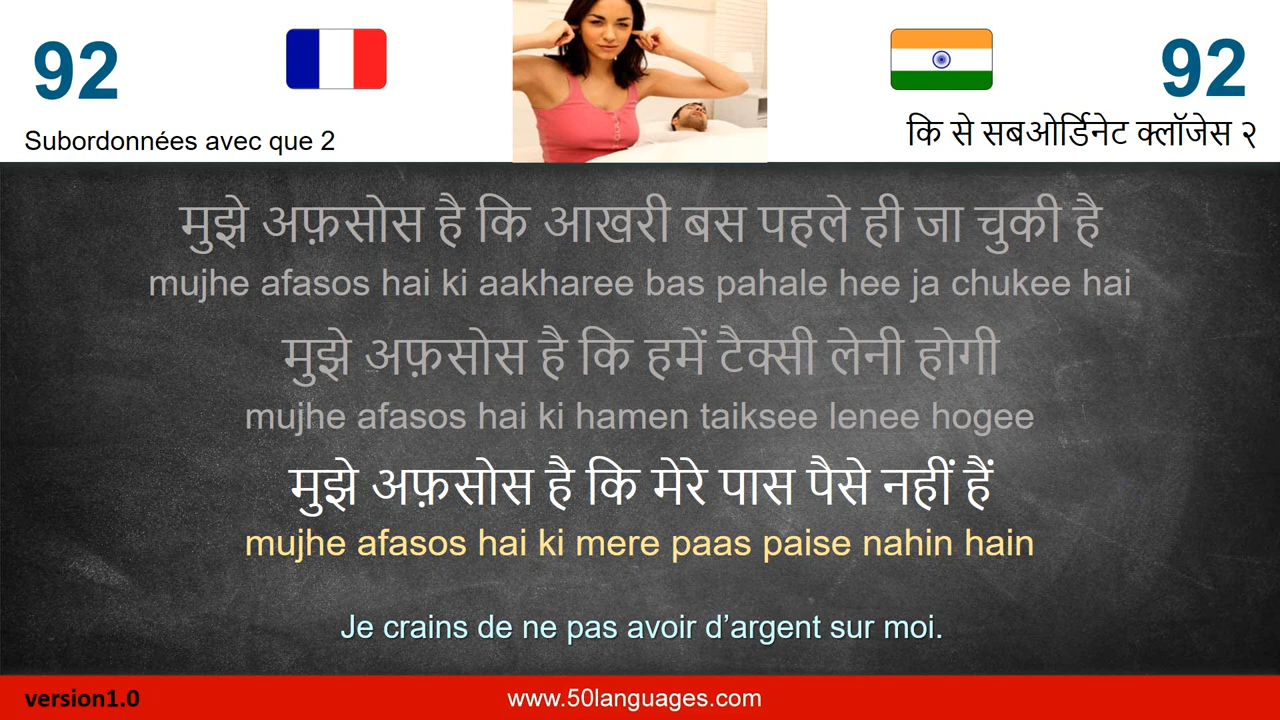 92
92
Subordonnées avec que 2
कि से सबओर्डिनेट क्लॉजेस २
मुझे अफ़सोस है कि आखरी बस पहले ही जा चुकी है
mujhe afasos hai ki aakharee bas pahale hee ja chukee hai
मुझे अफ़सोस है कि हमें टैक्सी लेनी होगी
mujhe afasos hai ki hamen taiksee lenee hogee
मुझे अफ़सोस है कि मेरे पास पैसे नहीं हैं
mujhe afasos hai ki mere paas paise nahin hain
Je crains de ne pas avoir d’argent sur moi.
version1.0
www.50languages.com